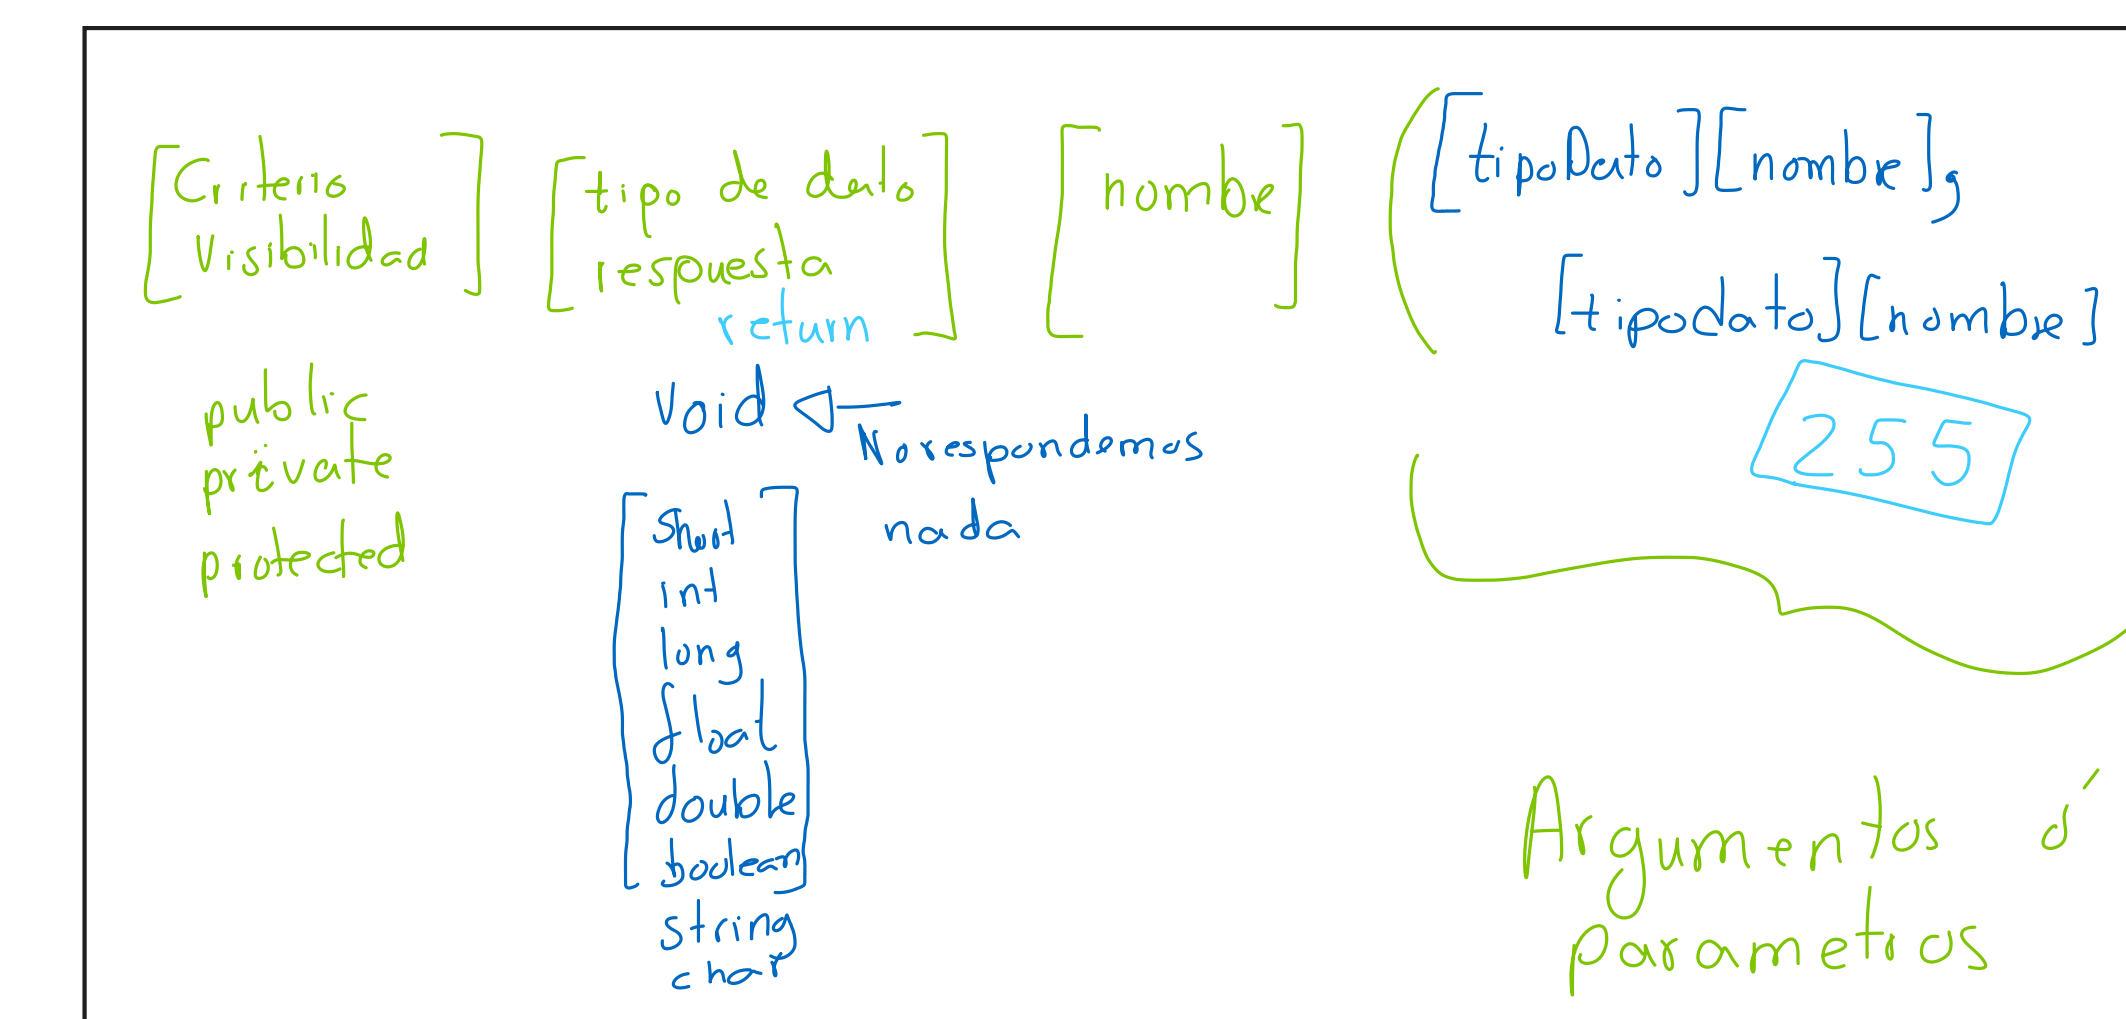 [Criterio Visibilidad] [tipo de dato respuesta return] [nombre] ([tipoDato][nombre],
[tipodato][nombre]
255
public
private
protected
void ← No respondemos nada
[short
int
long
float
double
boolean]
string
char
Argumentos ó
parametros